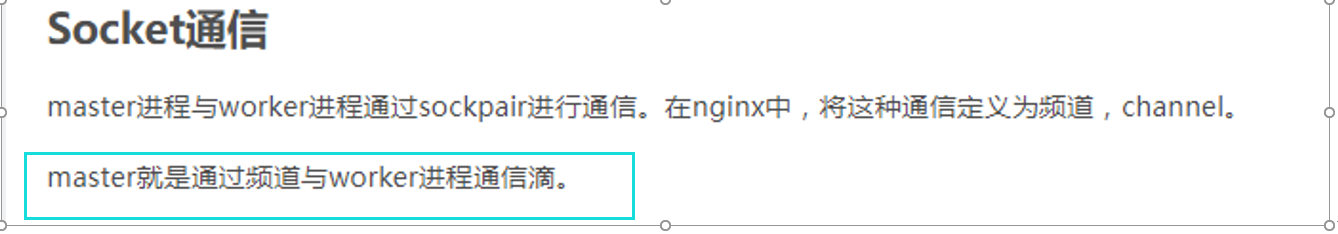 Socket通信
master进程与worker进程通过sockpair进行通信。在nginx中，将这种通信定义为频道，channel。
master就是通过频道与worker进程通信滴。